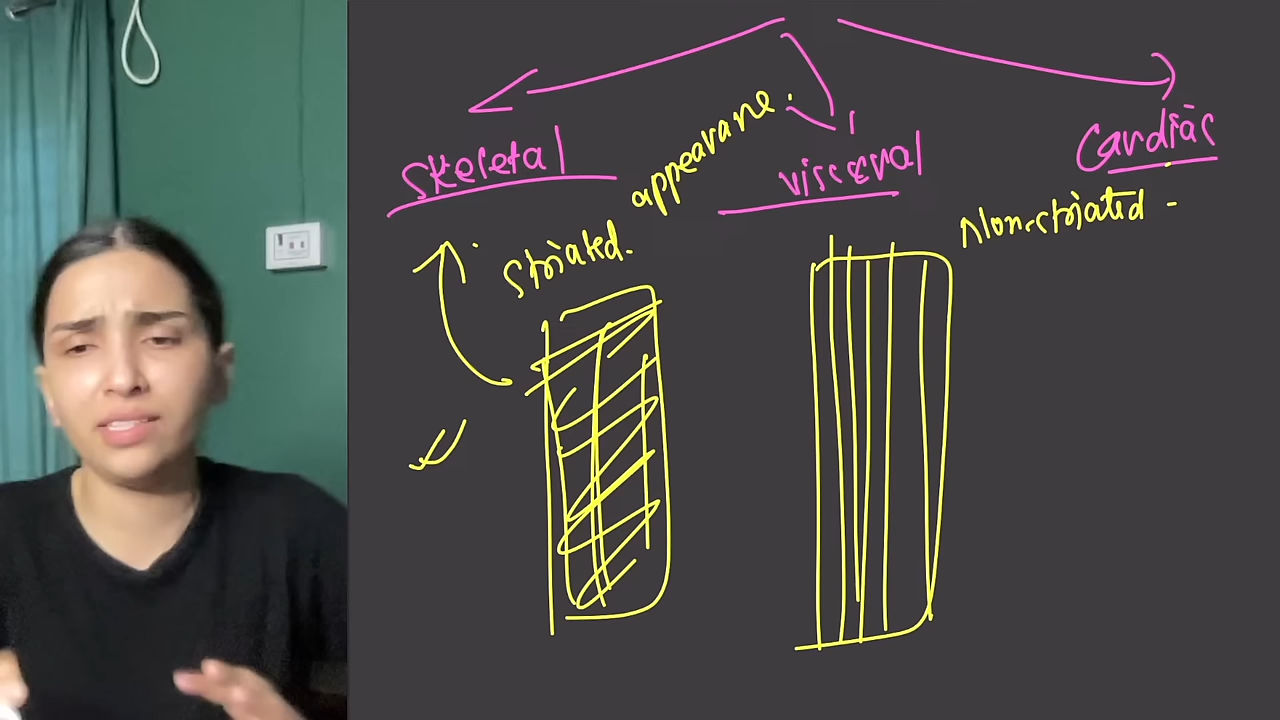 Skeletal
visceral
Cardiac
appearane.
Striated.
Non-striated -